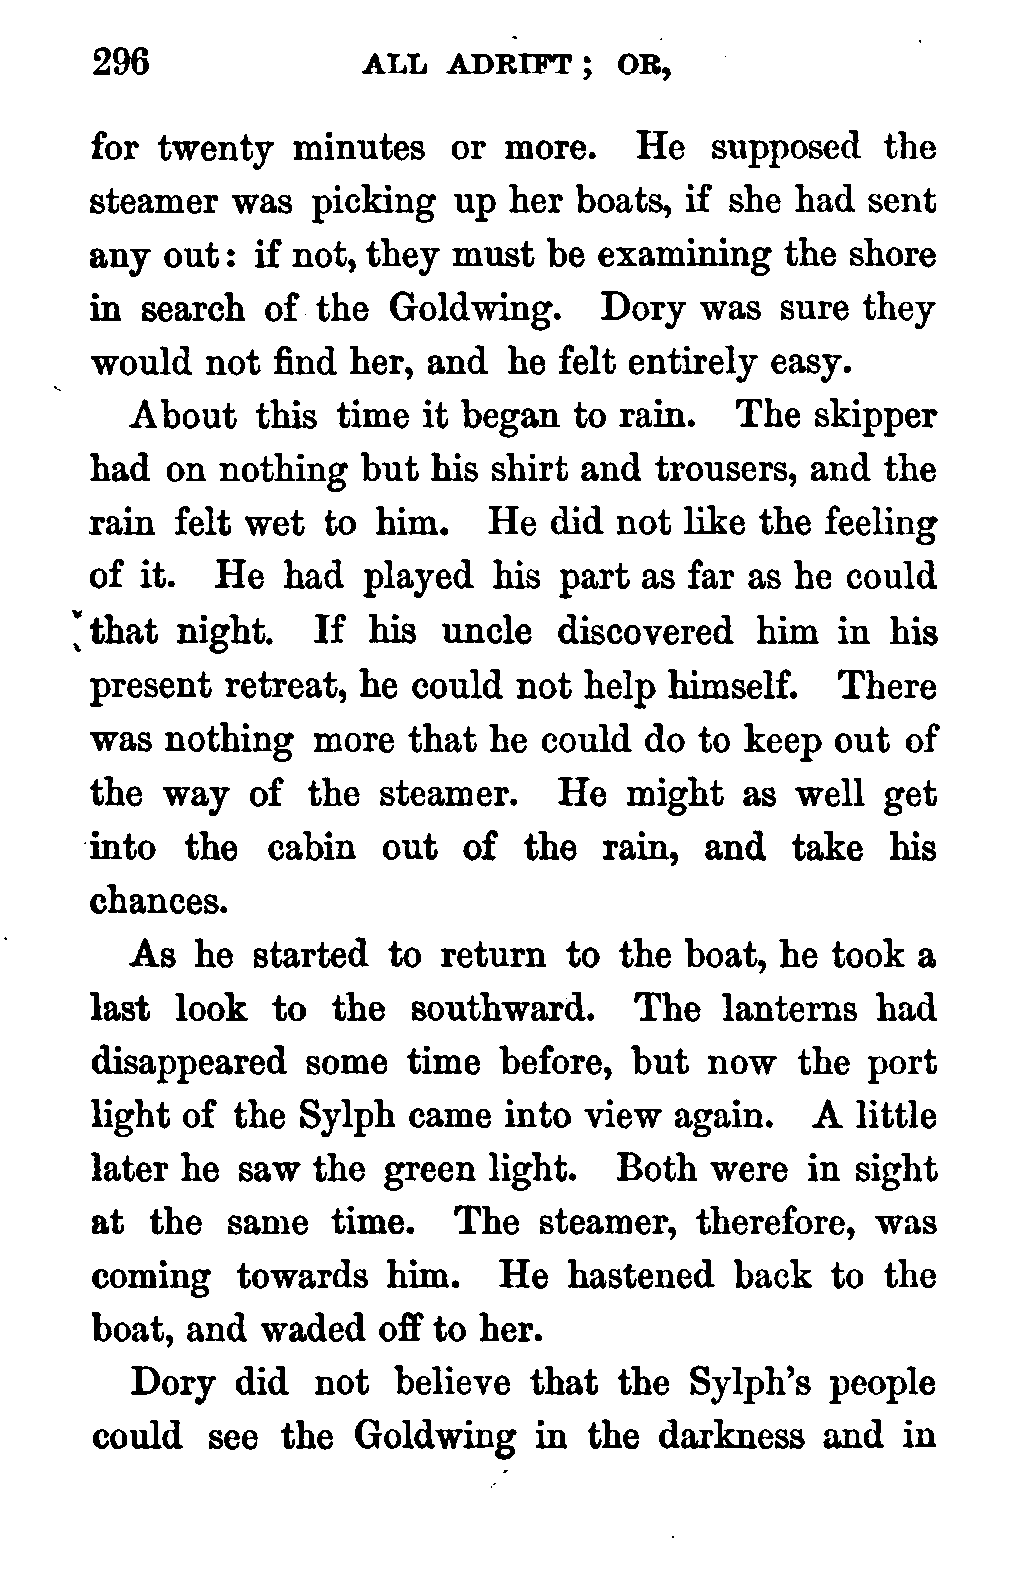 296 ALL ADRIFT; OR,
for twenty minutes or more. He supposed the
steamer was picking up her boats, if she had sent
any out: if not, they must be examining the shore
in search of the Goldwing. Dory was sure they
would not find her, and he felt entirely easy.
About this time it began to rain. The skipper
had on nothing but his shirt and trousers, and the
rain felt wet to him. He did not like the feeling
of it. He had played his part as far as he could
that night. If his uncle discovered him in his
present retreat, he could not help himself. There
was nothing more that he could do to keep out of
the way of the steamer. He might as well get
into the cabin out of the rain, and take his
chances.
As he started to return to the boat, he took a
last look to the southward. The lanterns had
disappeared some time before, but now the port
light of the Sylph came into view again. A little
later he saw the green light. Both were in sight
at the same time. The steamer, therefore, was
coming towards him. He hastened back to the
boat, and waded off to her.
Dory did not believe that the Sylph's people
could see the Goldwing in the darkness and in